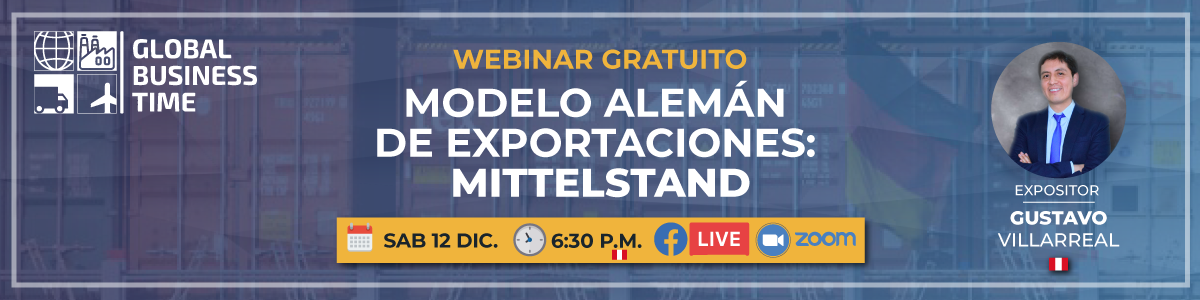 GLOBAL
BUSINESS
TIME
WEBINAR GRATUITO
MODELO ALEMÁN
DE EXPORTACIONES:
MITTELSTAND
SAB 12 DIC.
6:30 P.M.
LIVE
zoom
EXPOSITOR
GUSTAVO
VILLARREAL